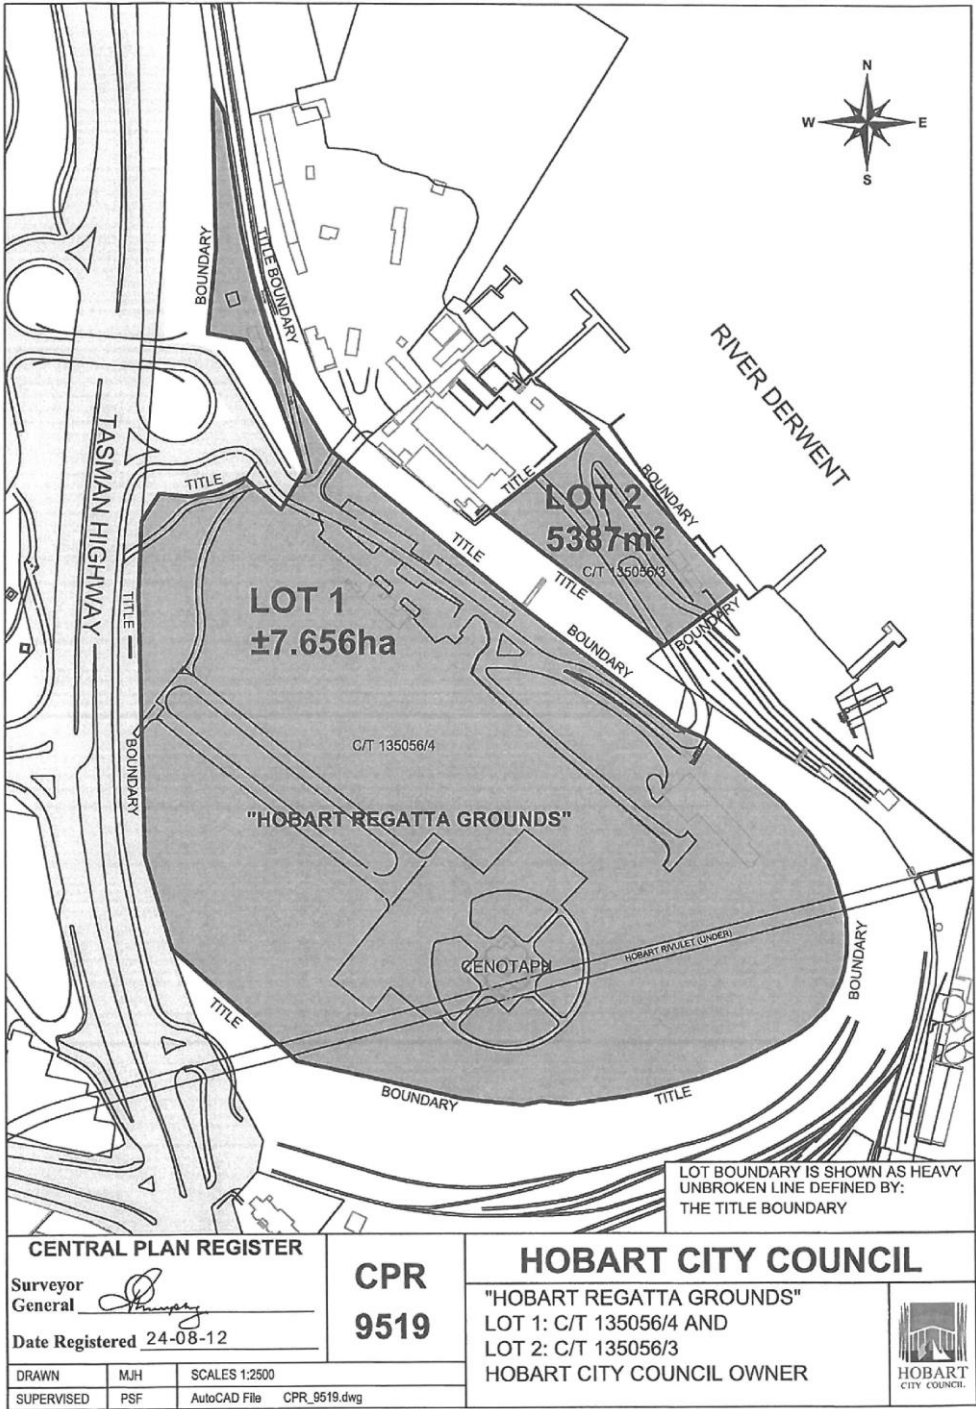 N
W E
S
BOUNDARY
TITLE BOUNDARY
RIVER DERWENT
TASMAN HIGHWAY
TITLE
TITLE
BOUNDARY
LOT 2
5387m²
C/T 135056/3
TITLE
TITLE
BOUNDARY
BOUNDARY
TITLE
LOT 1
±7.656ha
BOUNDARY
C/T 135056/4
"HOBART REGATTA GROUNDS"
HOBART RIVULET (UNDER)
CENOTAPH
BOUNDARY
TITLE
BOUNDARY
TITLE
LOT BOUNDARY IS SHOWN AS HEAVY
UNBROKEN LINE DEFINED BY:
THE TITLE BOUNDARY
CENTRAL PLAN REGISTER
Surveyor
General
Date Registered 24-08-12
CPR
9519
HOBART CITY COUNCIL
"HOBART REGATTA GROUNDS"
LOT 1: C/T 135056/4 AND
LOT 2: C/T 135056/3
HOBART CITY COUNCIL OWNER
HOBART
CITY COUNCIL
DRAWN MJH SCALES 1:2500
SUPERVISED PSF AutoCAD File CPR_9519.dwg